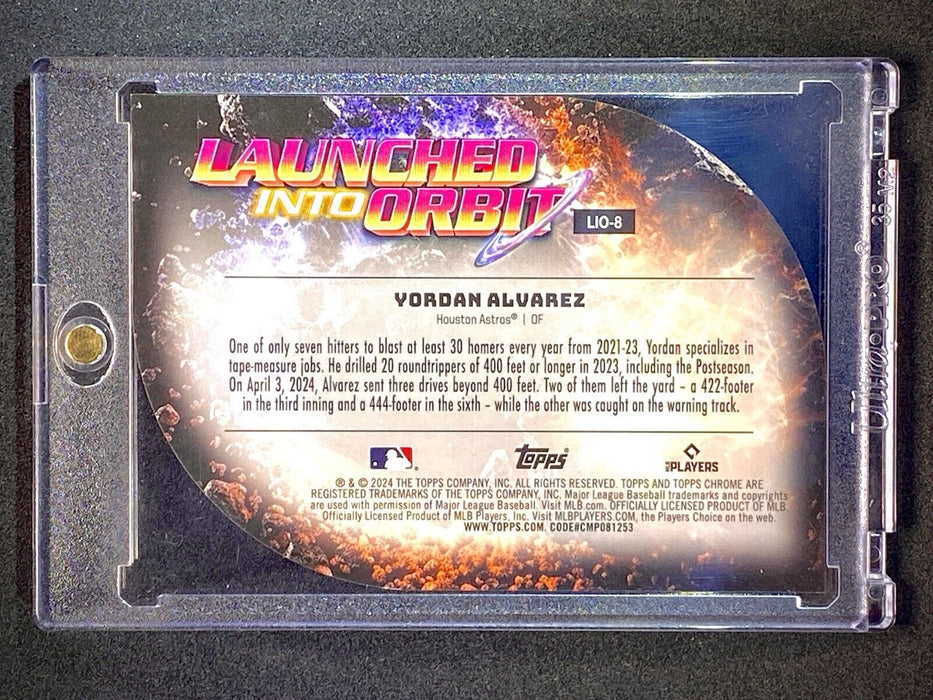 LAUNCHED
INTO ORBIT
LIO-8
YORDAN ALVAREZ
Houston Astros® | OF
One of only seven hitters to blast at least 30 homers every year from 2021-23, Yordan specializes in
tape-measure jobs. He drilled 20 roundtrippers of 400 feet or longer in 2023, including the Postseason.
On April 3, 2024, Alvarez sent three drives beyond 400 feet. Two of them left the yard – a 422-footer
in the third inning and a 444-footer in the sixth – while the other was caught on the warning track.
Topps®
PLAYERS
® & © 2024 THE TOPPS COMPANY, INC. ALL RIGHTS RESERVED. TOPPS AND TOPPS CHROME ARE
REGISTERED TRADEMARKS OF THE TOPPS COMPANY, INC. Major League Baseball trademarks and copyrights
are used with permission of Major League Baseball. Visit MLB.com. OFFICIALLY LICENSED PRODUCT OF MLB
Officially Licensed Product of MLB Players, Inc. Visit MLBPLAYERS.COM, the Players Choice on the web.
WWW.TOPPS.COM. CODE#CMP081253